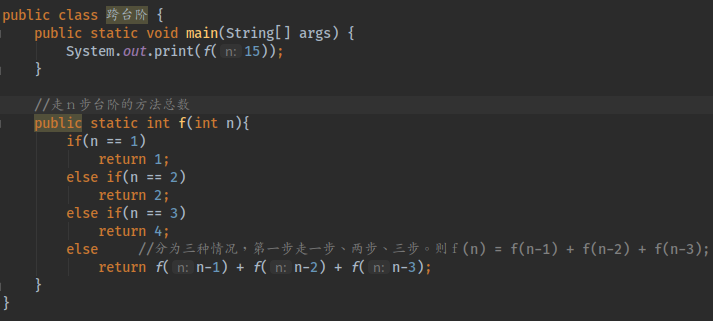 public class 跨台阶 {
public static void main(String[] args) {
System.out.print(f( n: 15));
}
//走n步台阶的方法总数
public static int f(int n){
if(n == 1)
return 1;
else if(n == 2)
return 2;
else if(n == 3)
return 4;
else //分为三种情况，第一步走一步、两步、三步。则f(n) = f(n-1) + f(n-2) + f(n-3);
return f( n: n-1) + f( n: n-2) + f( n: n-3);
}
}